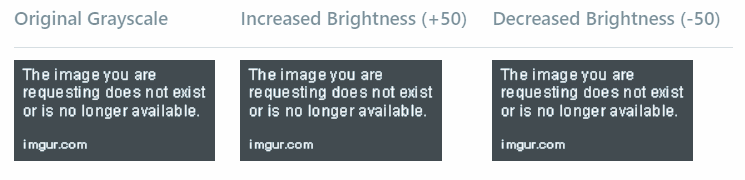 Original Grayscale
Increased Brightness (+50)
Decreased Brightness (-50)
The image you are
requesting does not exist
or is no longer available.
imgur.com
The image you are
requesting does not exist
or is no longer available.
imgur.com
The image you are
requesting does not exist
or is no longer available.
imgur.com